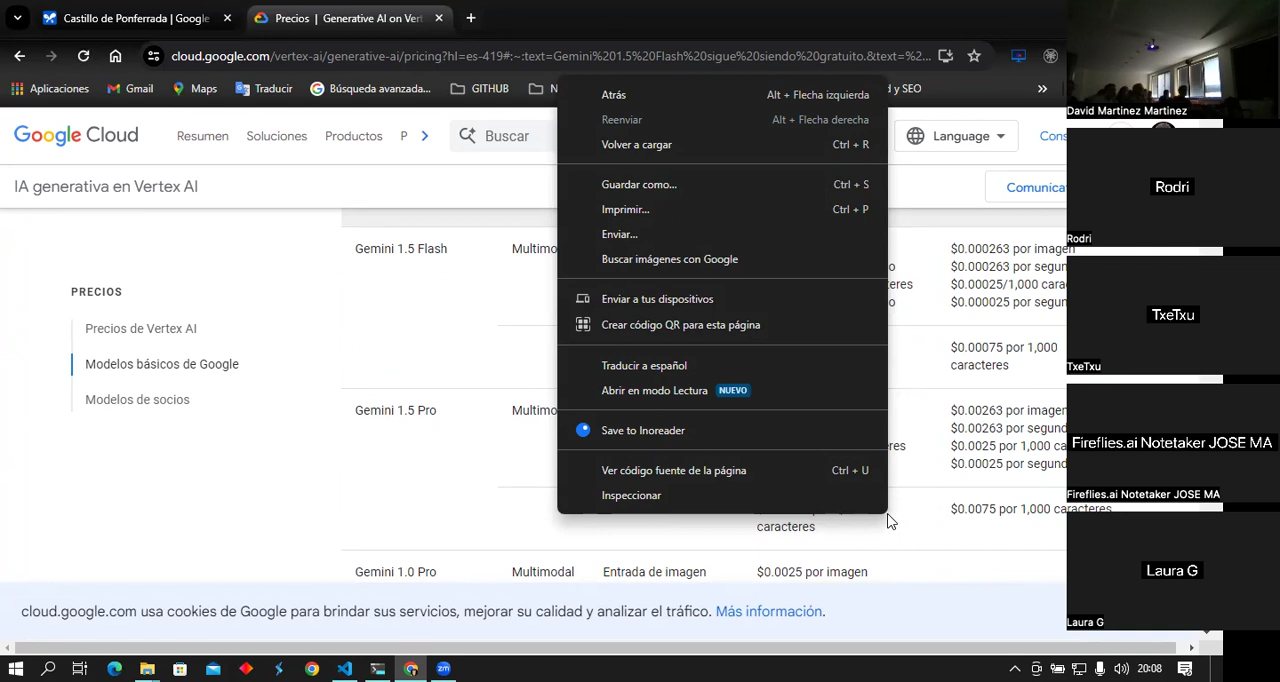 Castillo de Ponferrada | Google
Precios | Generative AI on Vert
cloud.google.com/vertex-ai/generative-ai/pricing?hl=es-419#:~:text=Gemini%201.5%20Flash%20sigue%20siendo%20gratuito.&text=%2...
Aplicaciones
Gmail
Maps
Traducir
Búsqueda avanzada...
GITHUB
N
d y SEO
»
Google Cloud
Resumen
Soluciones
Productos
P
Buscar
Language
Cons
IA generativa en Vertex AI
Comunica
PRECIOS
Precios de Vertex AI
Modelos básicos de Google
Modelos de socios
Gemini 1.5 Flash
Multimo
o
eres
o
$0.000263 por imagen
$0.000263 por segun
$0.00025/1,000 cara
$0.000025 por segun
$0.00075 por 1,000
caracteres
Gemini 1.5 Pro
Multimo
eres
$0.00263 por imagen
$0.00263 por segund
$0.0025 por 1,000 ca
$0.00025 por segund
caracteres
$0.0075 por 1,000 caracteres
Gemini 1.0 Pro
Multimodal
Entrada de imagen
$0.0025 por imagen
Atrás Alt + Flecha izquierda
Reenviar Alt + Flecha derecha
Volver a cargar Ctrl + R
Guardar como... Ctrl + S
Imprimir... Ctrl + P
Enviar...
Buscar imágenes con Google
Enviar a tus dispositivos
Crear código QR para esta página
Traducir a español
Abrir en modo Lectura NUEVO
Save to Inoreader
Ver código fuente de la página Ctrl + U
Inspeccionar
cloud.google.com usa cookies de Google para brindar sus servicios, mejorar su calidad y analizar el tráfico. Más información.
David Martinez Martinez
Rodri
Rodri
TxeTxu
TxeTxu
Fireflies.ai Notetaker JOSE MA
Fireflies.ai Notetaker JOSE MA
Laura G
Laura G
zm
20:08